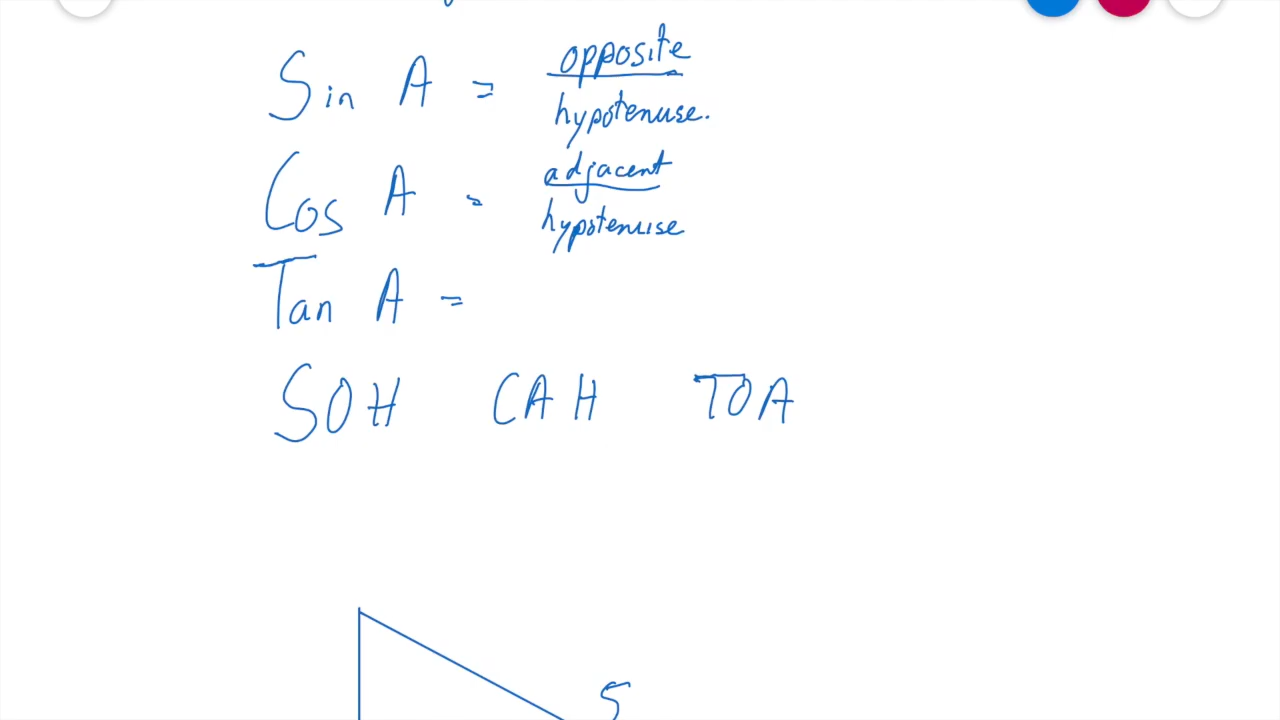 Sin A = opposite
hypotenuse.
Cos A = adjacent
hypotenuse
Tan A =
SOH CAH TOA
5